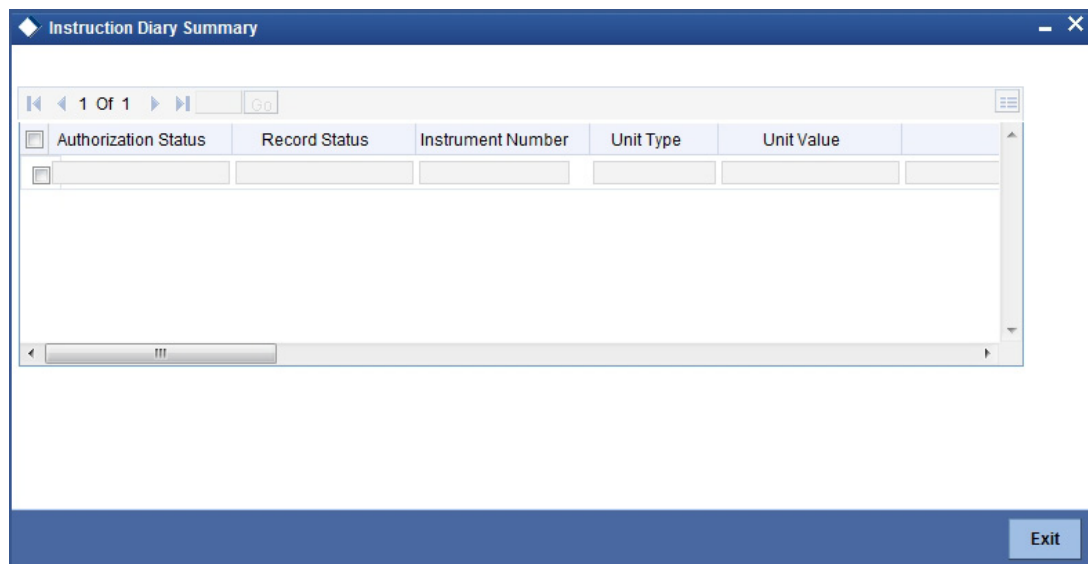 Instruction Diary Summary
1 Of 1 Go
Authorization Status Record Status Instrument Number Unit Type Unit Value
Exit